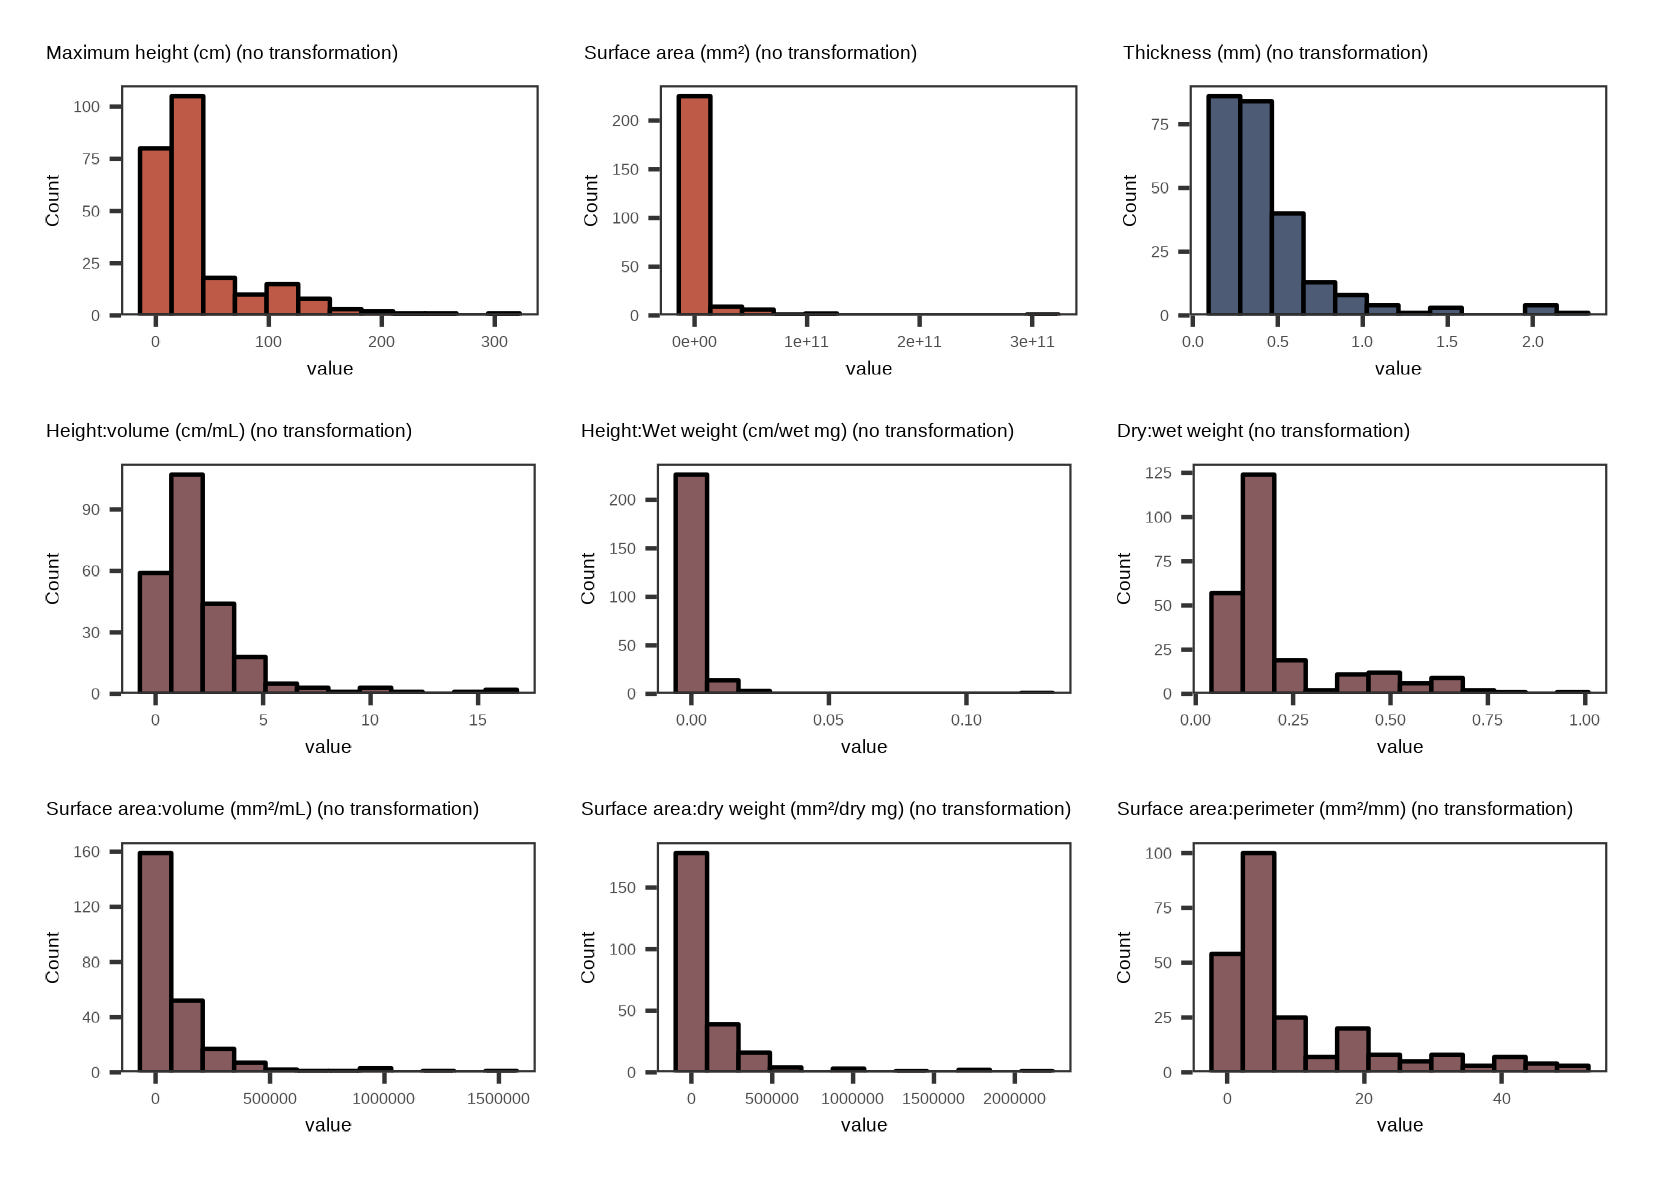 Maximum height (cm) (no transformation)
Surface area (mm²) (no transformation)
Thickness (mm) (no transformation)
Count
100
75
50
25
0
0 100 200 300
value
Count
200
150
100
50
0
0e+00 1e+11 2e+11 3e+11
value
Count
75
50
25
0
0.0 0.5 1.0 1.5 2.0
value
Height:volume (cm/mL) (no transformation)
Height:Wet weight (cm/wet mg) (no transformation)
Dry:wet weight (no transformation)
Count
90
60
30
0
0 5 10 15
value
Count
200
150
100
50
0
0.00 0.05 0.10
value
Count
125
100
75
50
25
0
0.00 0.25 0.50 0.75 1.00
value
Surface area:volume (mm²/mL) (no transformation)
Surface area:dry weight (mm²/dry mg) (no transformation)
Surface area:perimeter (mm²/mm) (no transformation)
Count
160
120
80
40
0
0 500000 1000000 1500000
value
Count
150
100
50
0
0 500000 1000000 1500000 2000000
value
Count
100
75
50
25
0
0 20 40
value